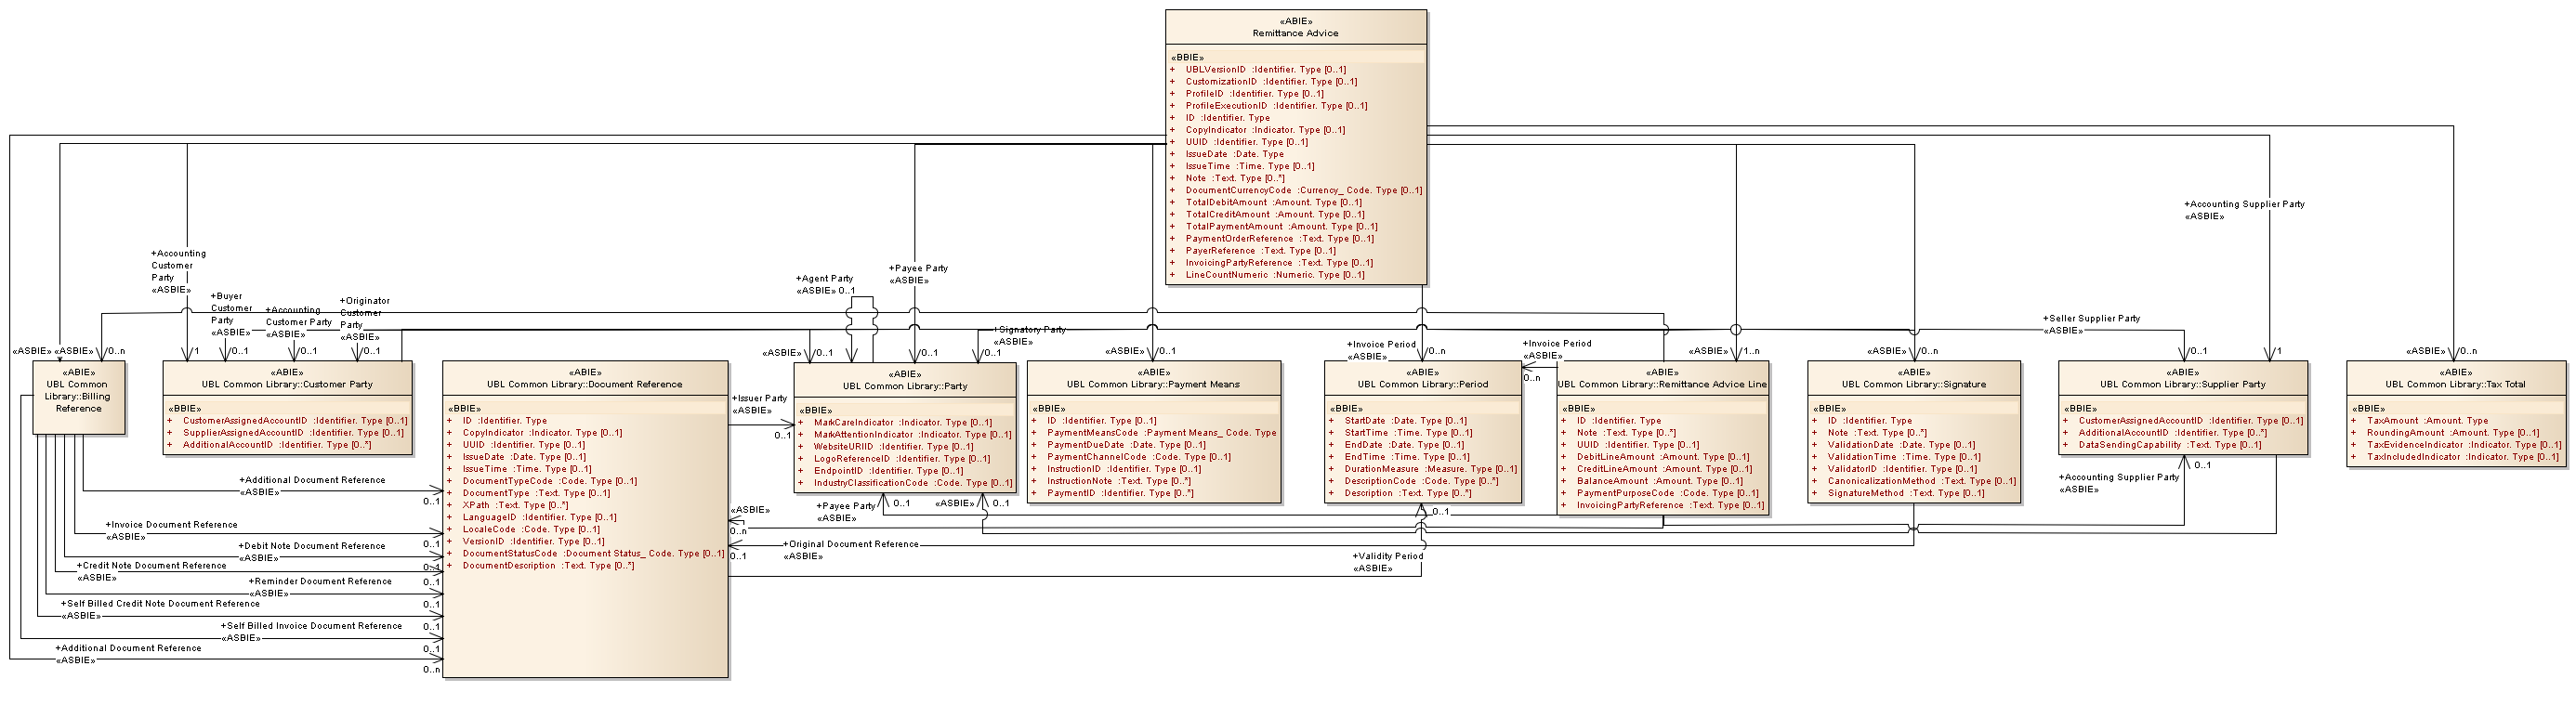 «ABIE»
Remittance Advice
«BBIE»
+ UBLVersionID :Identifier. Type [0..1]
+ CustomizationID :Identifier. Type [0..1]
+ ProfileID :Identifier. Type [0..1]
+ ProfileExecutionID :Identifier. Type [0..1]
+ ID :Identifier. Type
+ CopyIndicator :Indicator. Type [0..1]
+ UUID :Identifier. Type [0..1]
+ IssueDate :Date. Type
+ IssueTime :Time. Type [0..1]
+ Note :Text. Type [0..*]
+ DocumentCurrencyCode :Currency_ Code. Type [0..1]
+ TotalDebitAmount :Amount. Type [0..1]
+ TotalCreditAmount :Amount. Type [0..1]
+ TotalPaymentAmount :Amount. Type [0..1]
+ PaymentOrderReference :Text. Type [0..1]
+ PayerReference :Text. Type [0..1]
+ InvoicingPartyReference :Text. Type [0..1]
+ LineCountNumeric :Numeric. Type [0..1]
+Accounting Supplier Party
«ASBIE»
+Accounting
Customer
Party
«ASBIE»
+Buyer
Customer
Party
«ASBIE»
+Accounting
Customer Party
«ASBIE»
+Originator
Customer
Party
«ASBIE»
+Agent Party
«ASBIE» 0..1
+Payee Party
«ASBIE»
+Signatory Party
«ASBIE»
+Seller Supplier Party
«ASBIE»
+Invoice Period
«ASBIE»
+Invoice Period
«ASBIE»
0..n
«ASBIE» «ASBIE» 0..n
1
0..1
0..1
0..1
«ASBIE» 0..1
0..1
0..1
«ASBIE» 0..1
0..n
«ASBIE» 1..n
«ASBIE» 0..n
0..1
1
«ASBIE» 0..n
«ABIE»
UBL Common
Library::Billing
Reference
«ABIE»
UBL Common Library::Customer Party
«BBIE»
+ CustomerAssignedAccountID :Identifier. Type [0..1]
+ SupplierAssignedAccountID :Identifier. Type [0..1]
+ AdditionalAccountID :Identifier. Type [0..*]
«ABIE»
UBL Common Library::Document Reference
«BBIE»
+ ID :Identifier. Type
+ CopyIndicator :Indicator. Type [0..1]
+ UUID :Identifier. Type [0..1]
+ IssueDate :Date. Type [0..1]
+ IssueTime :Time. Type [0..1]
+ DocumentTypeCode :Code. Type [0..1]
+ DocumentType :Text. Type [0..1]
+ XPath :Text. Type [0..*]
+ LanguageID :Identifier. Type [0..1]
+ LocaleCode :Code. Type [0..1]
+ VersionID :Identifier. Type [0..1]
+ DocumentStatusCode :Document Status_ Code. Type [0..1]
+ DocumentDescription :Text. Type [0..*]
«ABIE»
UBL Common Library::Party
«BBIE»
+ MarkCareIndicator :Indicator. Type [0..1]
+ MarkAttentionIndicator :Indicator. Type [0..1]
+ WebsiteURIID :Identifier. Type [0..1]
+ LogoReferenceID :Identifier. Type [0..1]
+ EndpointID :Identifier. Type [0..1]
+ IndustryClassificationCode :Code. Type [0..1]
«ABIE»
UBL Common Library::Payment Means
«BBIE»
+ ID :Identifier. Type [0..1]
+ PaymentMeansCode :Payment Means_ Code. Type
+ PaymentDueDate :Date. Type [0..1]
+ PaymentChannelCode :Code. Type [0..1]
+ InstructionID :Identifier. Type [0..1]
+ InstructionNote :Text. Type [0..*]
+ PaymentID :Identifier. Type [0..*]
«ABIE»
UBL Common Library::Period
«BBIE»
+ StartDate :Date. Type [0..1]
+ StartTime :Time. Type [0..1]
+ EndDate :Date. Type [0..1]
+ EndTime :Time. Type [0..1]
+ DurationMeasure :Measure. Type [0..1]
+ DescriptionCode :Code. Type [0..*]
+ Description :Text. Type [0..*]
«ABIE»
UBL Common Library::Remittance Advice Line
«BBIE»
+ ID :Identifier. Type
+ Note :Text. Type [0..*]
+ UUID :Identifier. Type [0..1]
+ DebitLineAmount :Amount. Type [0..1]
+ CreditLineAmount :Amount. Type [0..1]
+ BalanceAmount :Amount. Type [0..1]
+ PaymentPurposeCode :Code. Type [0..1]
+ InvoicingPartyReference :Text. Type [0..1]
«ABIE»
UBL Common Library::Signature
«BBIE»
+ ID :Identifier. Type
+ Note :Text. Type [0..*]
+ ValidationDate :Date. Type [0..1]
+ ValidationTime :Time. Type [0..1]
+ ValidatorID :Identifier. Type [0..1]
+ CanonicalizationMethod :Text. Type [0..1]
+ SignatureMethod :Text. Type [0..1]
«ABIE»
UBL Common Library::Supplier Party
«BBIE»
+ CustomerAssignedAccountID :Identifier. Type [0..1]
+ AdditionalAccountID :Identifier. Type [0..*]
+ DataSendingCapability :Text. Type [0..1]
«ABIE»
UBL Common Library::Tax Total
«BBIE»
+ TaxAmount :Amount. Type
+ RoundingAmount :Amount. Type [0..1]
+ TaxEvidenceIndicator :Indicator. Type [0..1]
+ TaxIncludedIndicator :Indicator. Type [0..1]
+Issuer Party
«ASBIE»
0..1
+Payee Party
«ASBIE»
0..1
«ASBIE» 0..1
«ASBIE»
0..n
0..1
+Accounting Supplier Party
«ASBIE»
0..1
+Original Document Reference
«ASBIE»
0..1
+Validity Period
«ASBIE»
+Additional Document Reference
«ASBIE»
0..1
+Invoice Document Reference
«ASBIE»
0..1
+Debit Note Document Reference
«ASBIE»
0..1
+Credit Note Document Reference
«ASBIE»
0..1
+Reminder Document Reference
«ASBIE»
0..1
+Self Billed Credit Note Document Reference
«ASBIE»
0..1
+Self Billed Invoice Document Reference
«ASBIE»
0..1
+Additional Document Reference
«ASBIE»
0..n